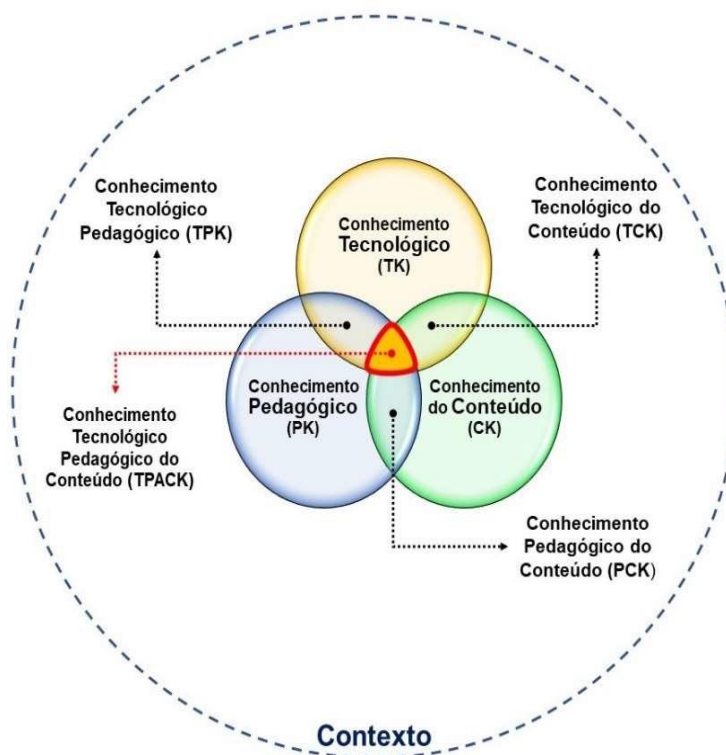 Conhecimento
Tecnológico
Pedagógico (TPK)
Conhecimento
Tecnológico do
Conteúdo (TCK)
Conhecimento
Tecnológico
(TK)
Conhecimento
Pedagógico
(PK)
Conhecimento
do Conteúdo
(CK)
Conhecimento
Tecnológico
Pedagógico do
Conteúdo (TPACK)
Conhecimento
Pedagógico do
Conteúdo (PCK)
Contexto